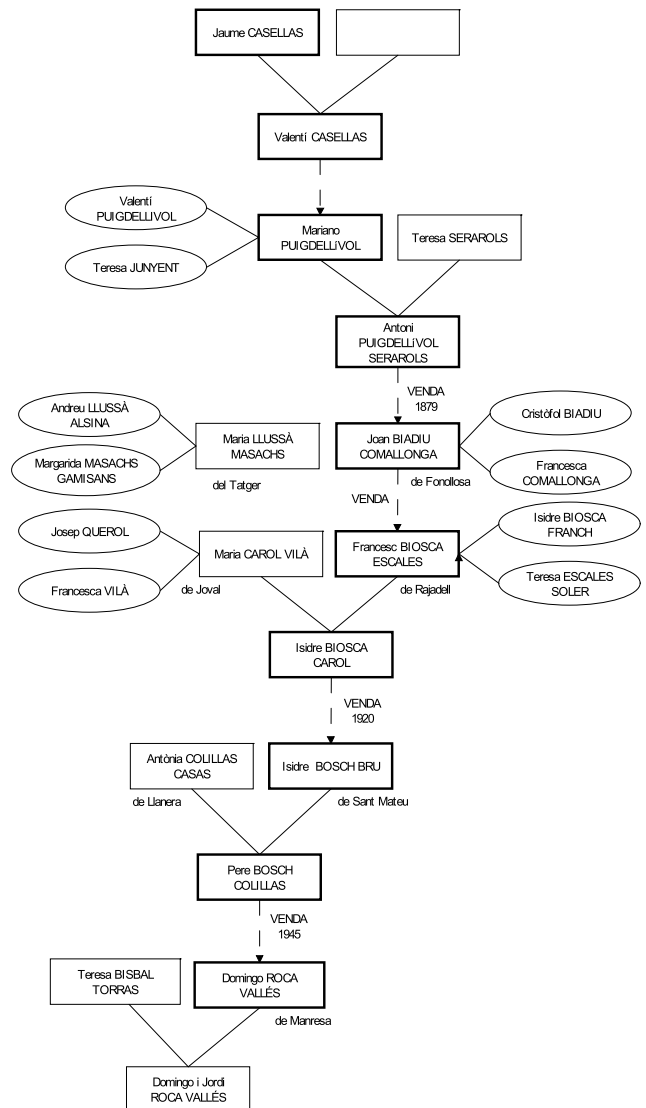 Jaume CASELLAS
Valentí CASELLAS
Valentí
PUIGDELLIVOL
Mariano
PUIGDELLíVOL
Teresa SERAROLS
Teresa JUNYENT
Antoni
PUIGDELLíVOL
SERAROLS
VENDA
1879
Andreu LLUSSÀ
ALSINA
Maria LLUSSÀ
MASACHS
Joan BIADIU
COMALLONGA
Cristòfol BIADIU
Margarida MASACHS
GAMISANS
del Tatger
de Fonollosa
Francesca
COMALLONGA
VENDA
Josep QUEROL
Maria CAROL VILÀ
Francesc BIOSCA
ESCALES
Isidre BIOSCA
FRANCH
Francesca VILÀ
de Joval
de Rajadell
Teresa ESCALES
SOLER
Isidre BIOSCA
CAROL
VENDA
1920
Antònia COLILLAS
CASAS
Isidre BOSCH BRU
de Llanera
de Sant Mateu
Pere BOSCH
COLILLAS
VENDA
1945
Teresa BISBAL
TORRAS
Domingo ROCA
VALLÉS
de Manresa
Domingo i Jordi
ROCA VALLÉS